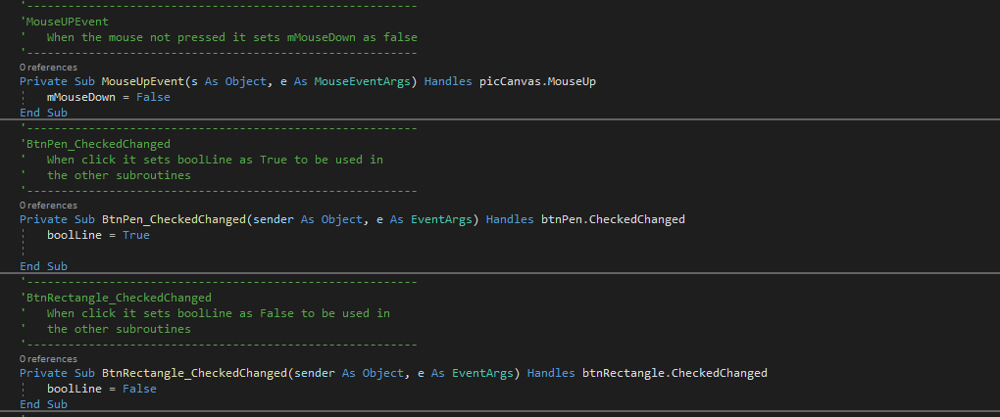 '---------------------------------------------------------
'MouseUPEvent
'   When the mouse not pressed it sets mMouseDown as false
'---------------------------------------------------------
0 references
Private Sub MouseUpEvent(s As Object, e As MouseEventArgs) Handles picCanvas.MouseUp
    mMouseDown = False
End Sub
'---------------------------------------------------------
'BtnPen_CheckedChanged
'   When click it sets boolLine as True to be used in
'   the other subroutines
'---------------------------------------------------------
0 references
Private Sub BtnPen_CheckedChanged(sender As Object, e As EventArgs) Handles btnPen.CheckedChanged
    boolLine = True
End Sub
'---------------------------------------------------------
'BtnRectangle_CheckedChanged
'   When click it sets boolLine as False to be used in
'   the other subroutines
'---------------------------------------------------------
0 references
Private Sub BtnRectangle_CheckedChanged(sender As Object, e As EventArgs) Handles btnRectangle.CheckedChanged
    boolLine = False
End Sub